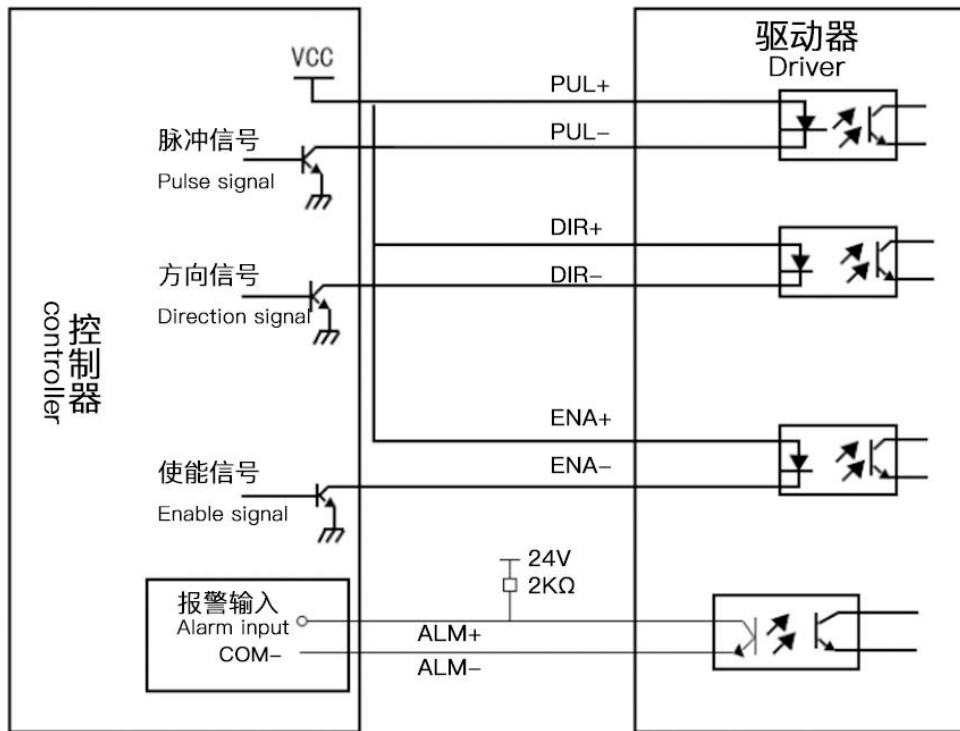 驱动器
Driver
VCC
PUL+
PUL-
脉冲信号
Pulse signal
DIR+
DIR-
方向信号
Direction signal
控制器
controller
ENA+
ENA-
使能信号
Enable signal
24V
2KΩ
报警输入
Alarm input
ALM+
COM-
ALM-